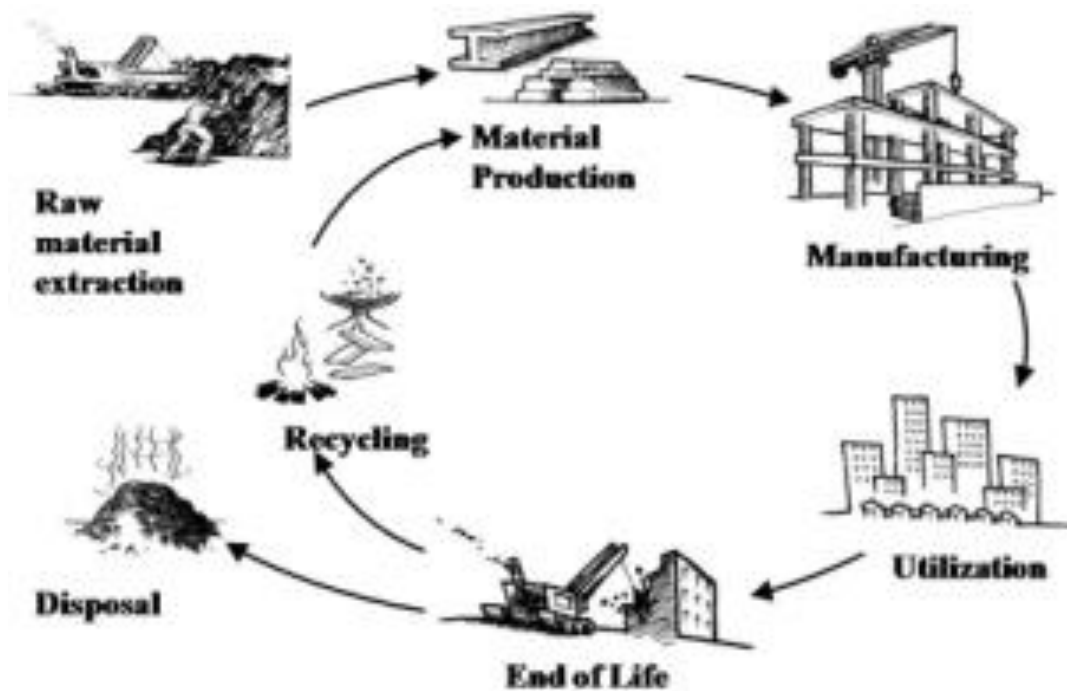 Raw
material
extraction
Material
Production
Manufacturing
Utilization
End of Life
Recycling
Disposal